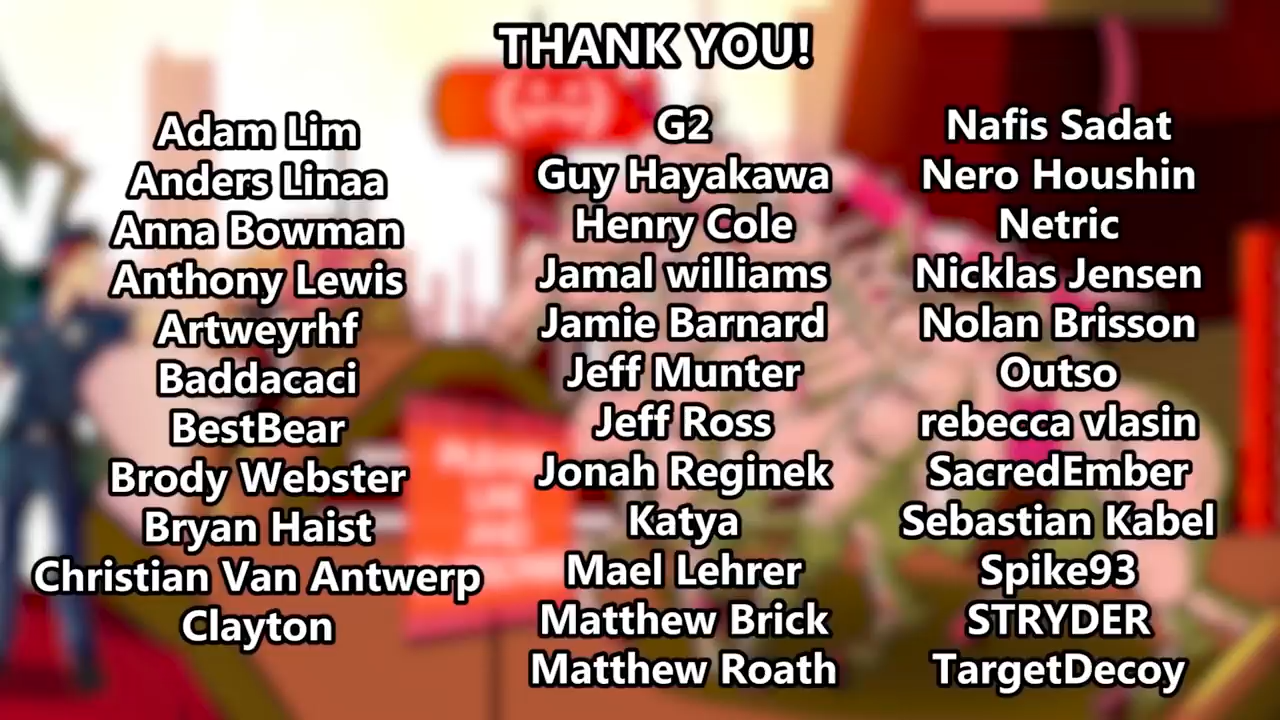 THANK YOU!
Adam Lim
Anders Linaa
Anna Bowman
Anthony Lewis
Artweyrhf
Baddacaci
BestBear
Brody Webster
Bryan Haist
Christian Van Antwerp
Clayton
G2
Guy Hayakawa
Henry Cole
Jamal williams
Jamie Barnard
Jeff Munter
Jeff Ross
Jonah Reginek
Katya
Mael Lehrer
Matthew Brick
Matthew Roath
Nafis Sadat
Nero Houshin
Netric
Nicklas Jensen
Nolan Brisson
Outso
rebecca vlasin
SacredEmber
Sebastian Kabel
Spike93
STRYDER
TargetDecoy